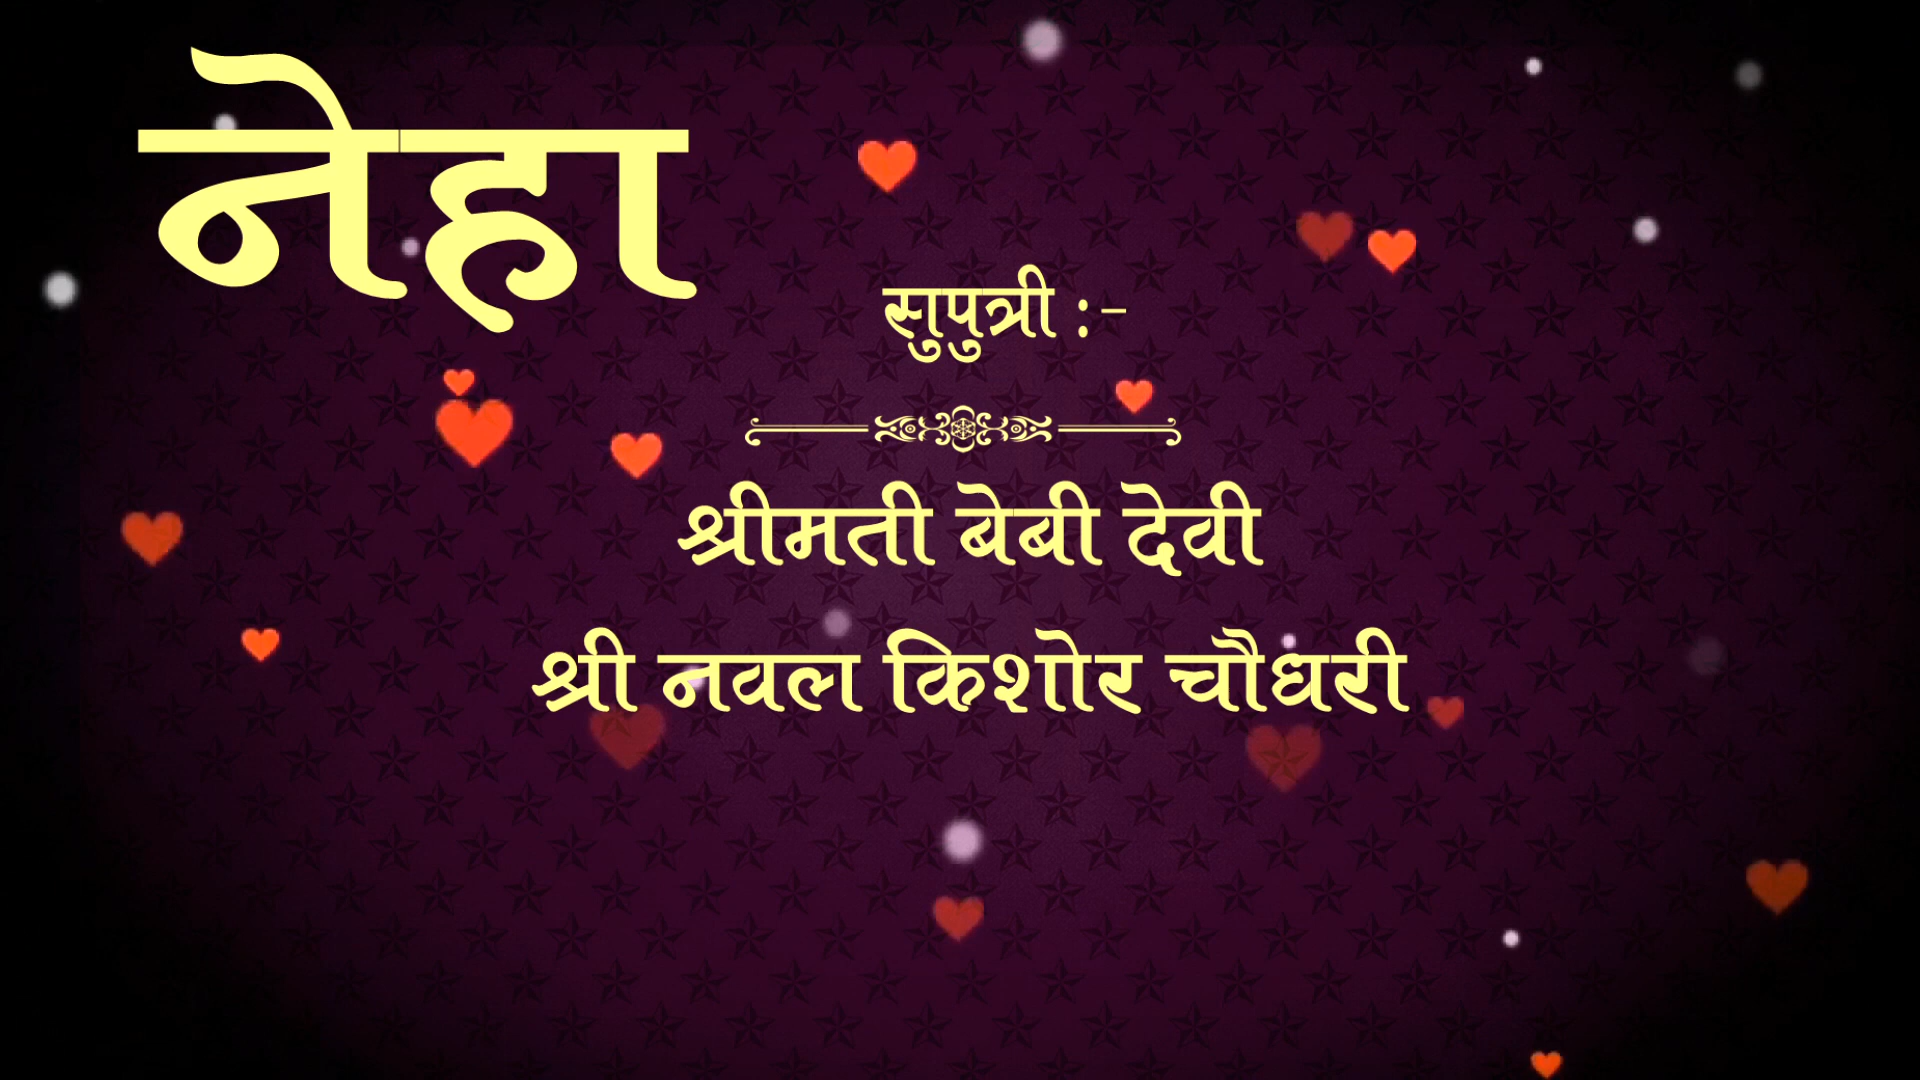 नेहा
सुपुत्री :-
श्रीमती बेबी देवी
श्री नवल किशोर चौधरी